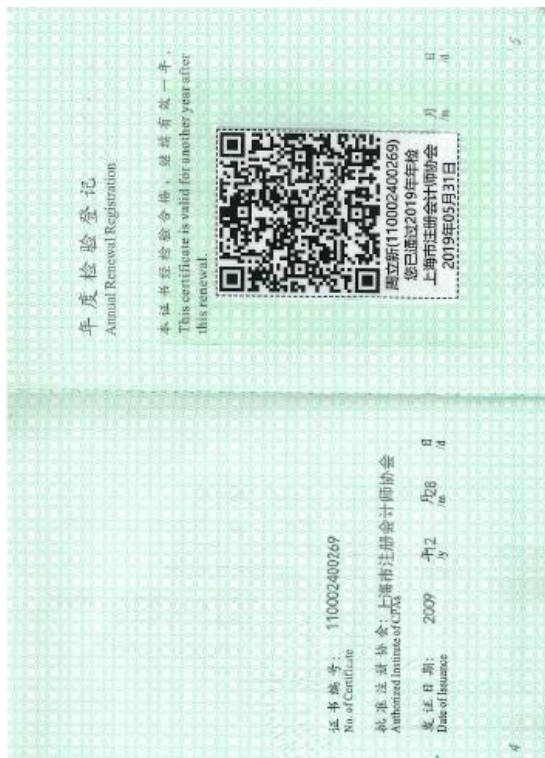 证书编号： 110002400269
No. of Certificate
批准注册协会：上海市注册会计师协会
Authorized Institute of CPAs
发证日期： 2009 年12 月28 日
Date of Issuance /y /m /d
4
年度检验登记
Annual Renewal Registration
本证书经检验合格，继续有效一年。
This certificate is valid for another year after
this renewal.
周立新(110002400269)
您已通过2019年年检
上海市注册会计师协会
2019年05月31日
月 日
/m /d
5